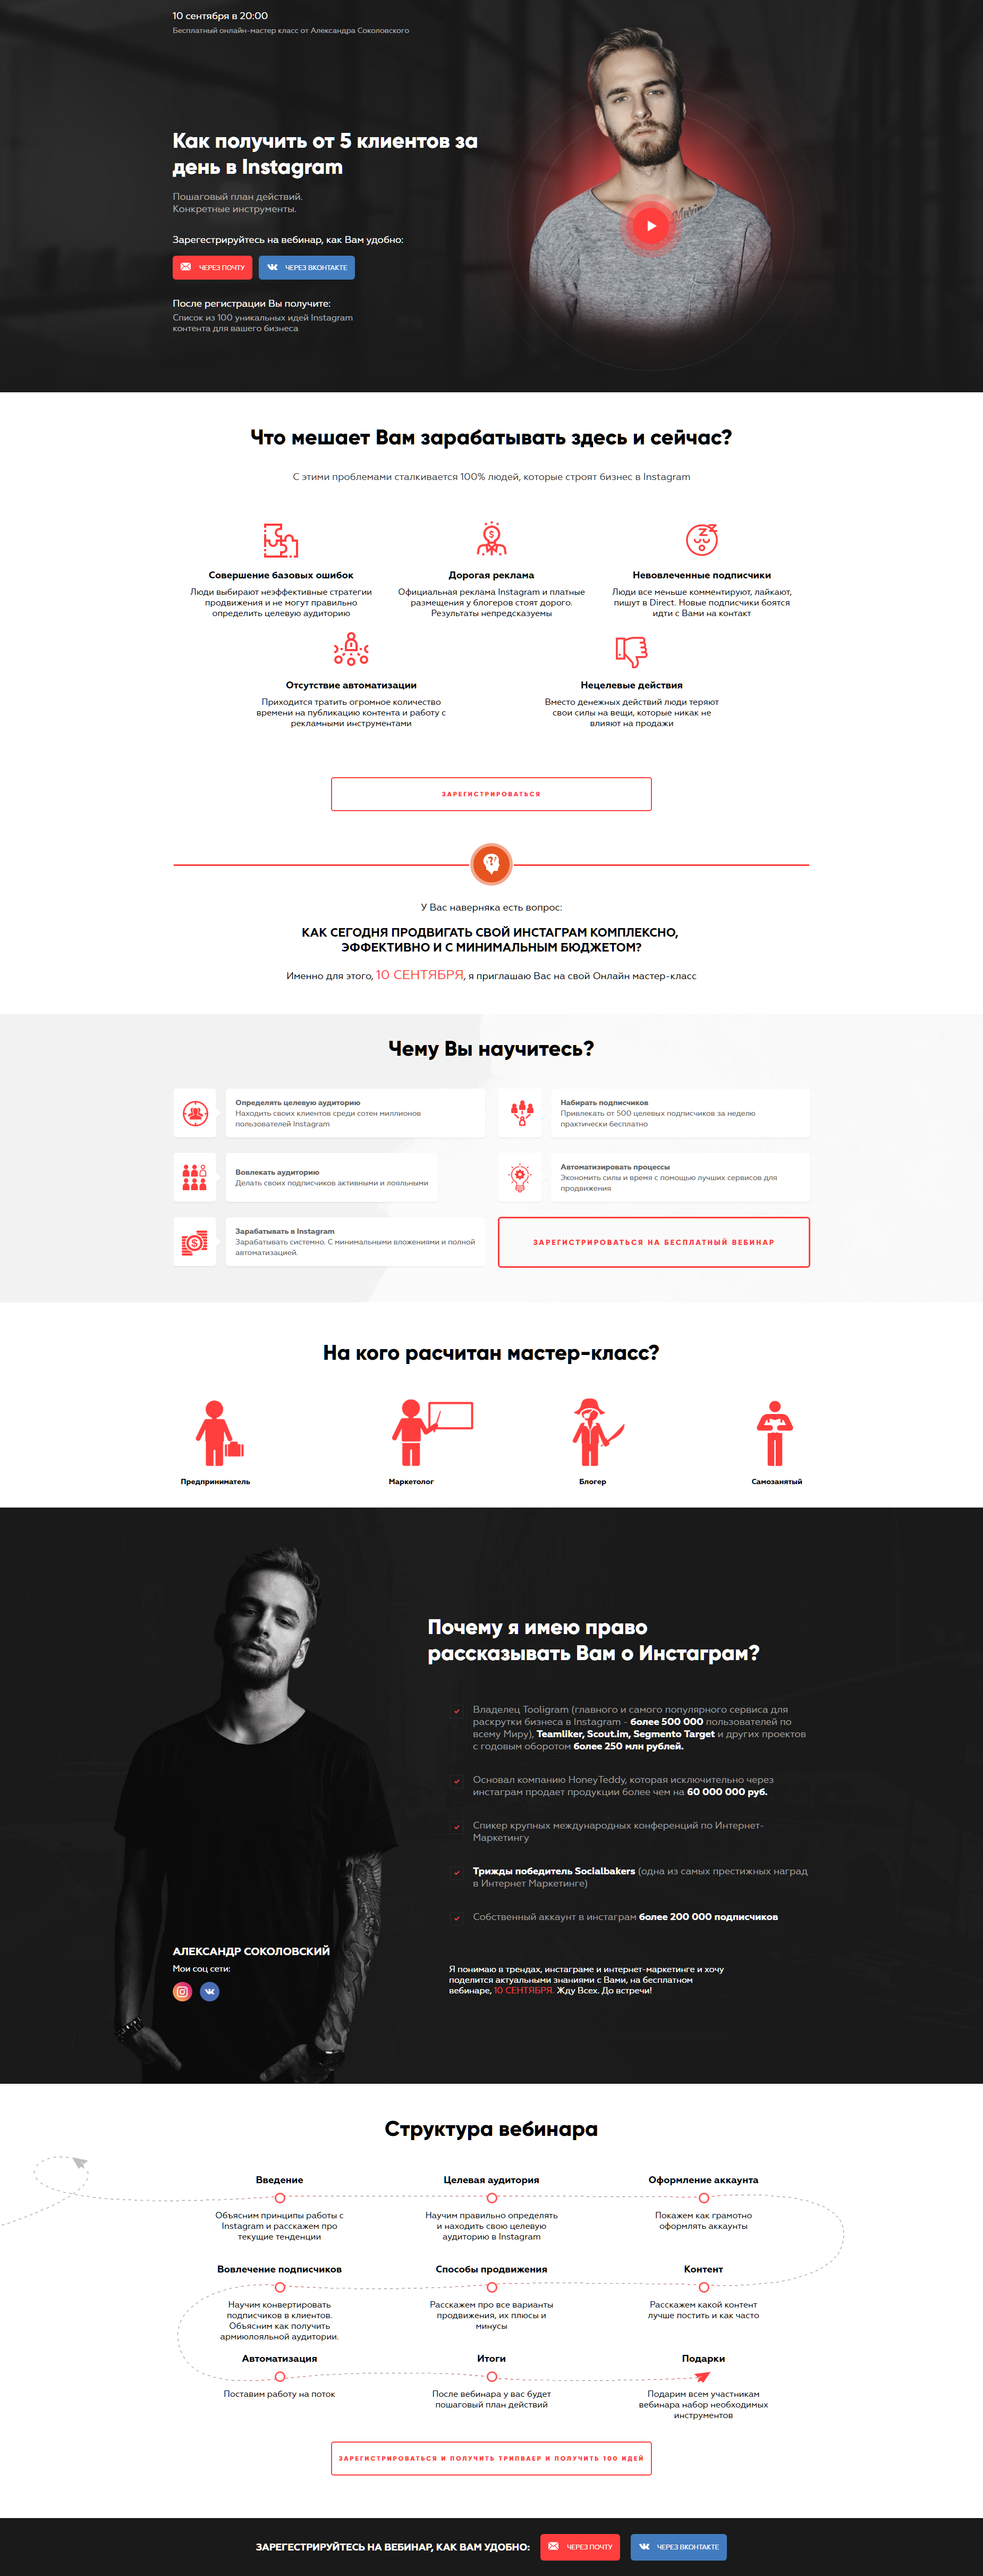 10 сентября в 20:00
Бесплатный онлайн-мастер класс от Александра Соколовского
Как получить от 5 клиентов за
день в Instagram
Пошаговый план действий.
Конкретные инструменты.
Зарегестрируйтесь на вебинар, как Вам удобно:
ЧЕРЕЗ ПОЧТУ
ЧЕРЕЗ ВКОНТАКТЕ
После регистрации Вы получите:
Список из 100 уникальных идей Instagram
контента для вашего бизнеса
Что мешает Вам зарабатывать здесь и сейчас?
С этими проблемами сталкивается 100% людей, которые строят бизнес в Instagram
Совершение базовых ошибок
Люди выбирают неэффективные стратегии
продвижения и не могут правильно
определить целевую аудиторию
Дорогая реклама
Официальная реклама Instagram и платные
размещения у блогеров стоят дорого.
Результаты непредсказуемы
Невовлеченные подписчики
Люди все меньше комментируют, лайкают,
пишут в Direct. Новые подписчики боятся
идти с Вами на контакт
Отсутствие автоматизации
Приходится тратить огромное количество
времени на публикацию контента и работу с
рекламными инструментами
Нецелевые действия
Вместо денежных действий люди теряют
свои силы на вещи, которые никак не
влияют на продажи
ЗАРЕГИСТРИРОВАТЬСЯ
У Вас наверняка есть вопрос:
КАК СЕГОДНЯ ПРОДВИГАТЬ СВОЙ ИНСТАГРАМ КОМПЛЕКСНО,
ЭФФЕКТИВНО И С МИНИМАЛЬНЫМ БЮДЖЕТОМ?
Именно для этого, 10 СЕНТЯБРЯ, я приглашаю Вас на свой Онлайн мастер-класс
Чему Вы научитесь?
Определять целевую аудиторию
Находить своих клиентов среди сотен миллионов
пользователей Instagram
Набирать подписчиков
Привлекать от 500 целевых подписчиков за неделю
практически бесплатно
Вовлекать аудиторию
Делать своих подписчиков активными и лояльными
Автоматизировать процессы
Экономить силы и время с помощью лучших сервисов для
продвижения
Зарабатывать в Instagram
Зарабатывать системно. С минимальными вложениями и полной
автоматизацией.
ЗАРЕГИСТРИРОВАТЬСЯ НА БЕСПЛАТНЫЙ ВЕБИНАР
На кого расчитан мастер-класс?
Предприниматель
Маркетолог
Блогер
Самозанятый
Почему я имею право
рассказывать Вам о Инстаграм?
Владелец Tooligram (главного и самого популярного сервиса для
раскрутки бизнеса в Instagram - более 500 000 пользователей по
всему Миру), Teamliker, Scout.im, Segmento Target и других проектов
с годовым оборотом более 250 млн рублей.
Основал компанию HoneyTeddy, которая исключительно через
инстаграм продает продукции более чем на 60 000 000 руб.
Спикер крупных международных конференций по Интернет-
Маркетингу
Трижды победитель Socialbakers (одна из самых престижных наград
в Интернет Маркетинге)
Собственный аккаунт в инстаграм более 200 000 подписчиков
АЛЕКСАНДР СОКОЛОВСКИЙ
Мои соц сети:
Я понимаю в трендах, инстаграме и интернет-маркетинге и хочу
поделится актуальными знаниями с Вами, на бесплатном
вебинаре, 10 СЕНТЯБРЯ. Жду Всех. До встречи!
Структура вебинара
Введение
Объясним принципы работы с
Instagram и расскажем про
текущие тенденции
Целевая аудитория
Научим правильно определять
и находить свою целевую
аудиторию в Instagram
Оформление аккаунта
Покажем как грамотно
оформлять аккаунты
Вовлечение подписчиков
Научим конвертировать
подписчиков в клиентов.
Объясним как получить
армиюлояльной аудитории.
Способы продвижения
Расскажем про все варианты
продвижения, их плюсы и
минусы
Контент
Расскажем какой контент
лучше постить и как часто
Автоматизация
Поставим работу на поток
Итоги
После вебинара у вас будет
пошаговый план действий
Подарки
Подарим всем участникам
вебинара набор необходимых
инструментов
ЗАРЕГИСТРИРОВАТЬСЯ И ПОЛУЧИТЬ ТРИПВАЕР И ПОЛУЧИТЬ 100 ИДЕЙ
ЗАРЕГЕСТРИРУЙТЕСЬ НА ВЕБИНАР, КАК ВАМ УДОБНО:
ЧЕРЕЗ ПОЧТУ
ЧЕРЕЗ ВКОНТАКТЕ